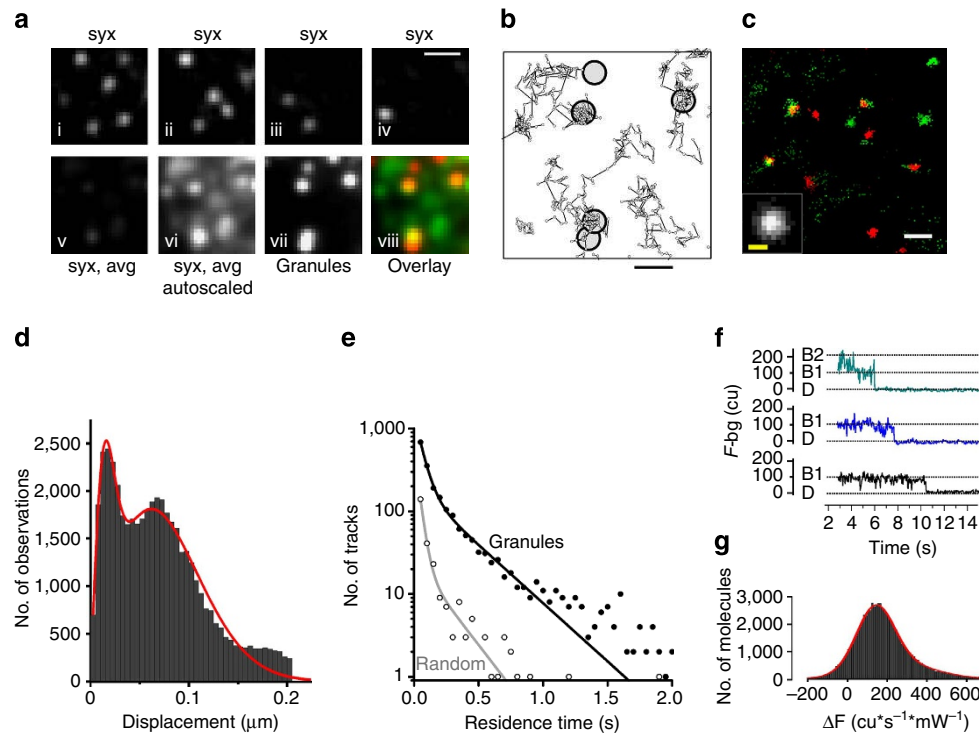 a
syx
syx
syx
syx
i
ii
iii
iv
v
vi
vii
viii
syx, avg
syx, avg
autoscaled
Granules
Overlay
b
c
d
No. of observations
2,500
2,000
1,500
1,000
500
0
0
0.1
0.2
Displacement (μm)
e
No. of tracks
1,000
100
10
1
Granules
Random
0.0
0.5
1.0
1.5
2.0
Residence time (s)
f
F-bg (cu)
200
100
0
B2
B1
D
200
100
0
B1
D
200
100
0
B1
D
2
4
6
8
10
12
14
Time (s)
g
No. of molecules
3,000
2,000
1,000
0
−200
0
200
400
600
ΔF (cu*s⁻¹*mW⁻¹)